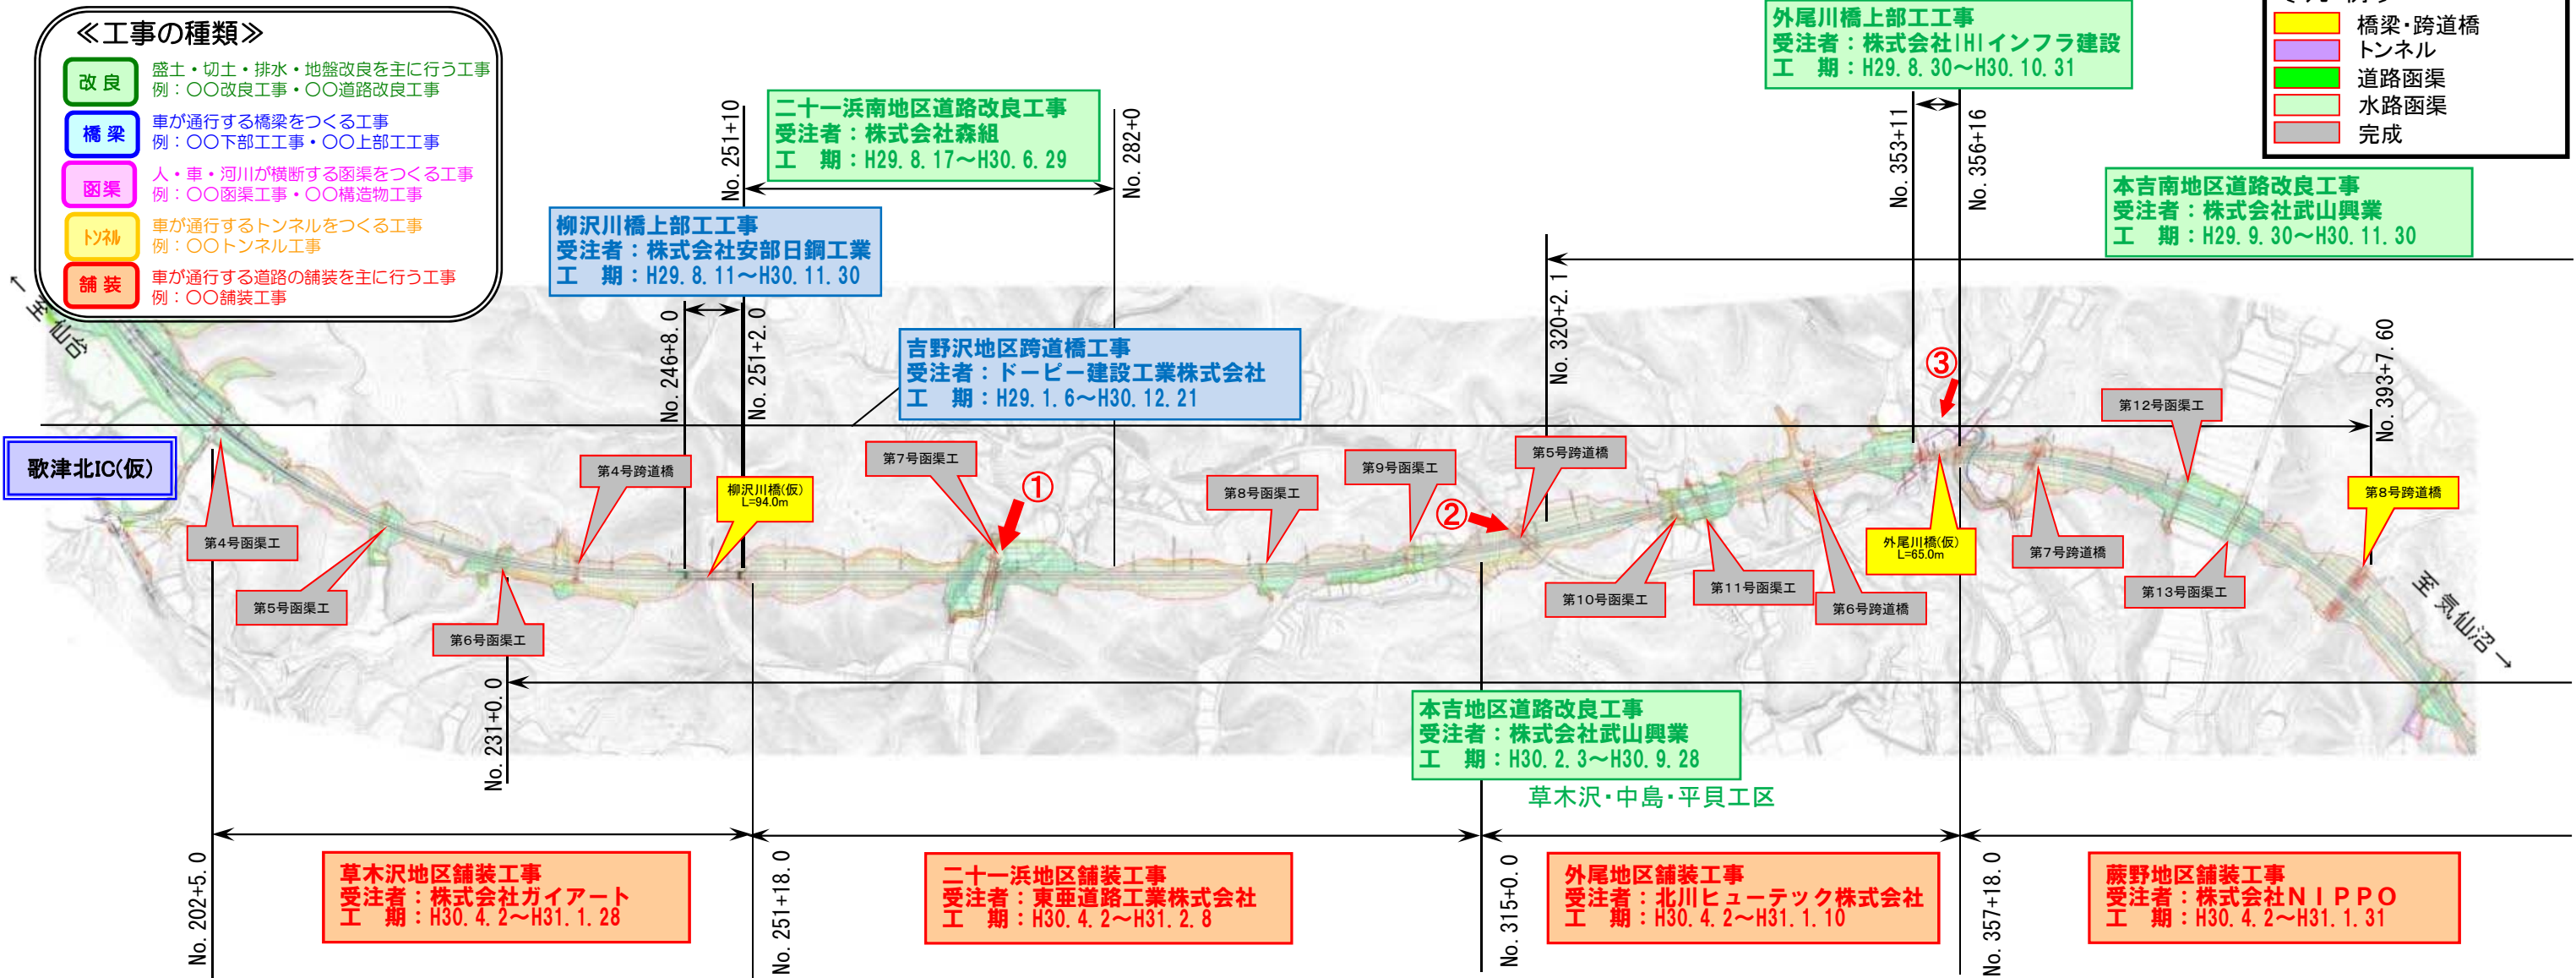 ≪工事の種類≫
改 良
盛土・切土・排水・地盤改良を主に行う工事
例：〇〇改良工事・〇〇道路改良工事
橋 梁
車が通行する橋梁をつくる工事
例：〇〇下部工工事・〇〇上部工工事
函渠
人・車・河川が横断する函渠をつくる工事
例：〇〇函渠工事・〇〇構造物工事
トンネル
車が通行するトンネルをつくる工事
例：〇〇トンネル工事
舗 装
車が通行する道路の舗装を主に行う工事
例：〇〇舗装工事
橋梁・跨道橋
トンネル
道路函渠
水路函渠
完成
外尾川橋上部工工事
受注者：株式会社IHIインフラ建設
工　期：H29.8.30～H30.10.31
二十一浜南地区道路改良工事
受注者：株式会社森組
工　期：H29.8.17～H30.6.29
柳沢川橋上部工工事
受注者：株式会社安部日鋼工業
工　期：H29.8.11～H30.11.30
吉野沢地区跨道橋工事
受注者：ドーピー建設工業株式会社
工　期：H29.1.6～H30.12.21
本吉南地区道路改良工事
受注者：株式会社武山興業
工　期：H29.9.30～H30.11.30
No.251+10
No.282+0
No.353+11
No.356+16
No.246+8.0
No.251+2.0
No.320+2.1
No.393+7.60
←至 仙台
歌津北IC(仮)
第4号函渠工
第5号函渠工
第6号函渠工
第4号跨道橋
柳沢川橋(仮)
L=94.0m
第7号函渠工
①
第8号函渠工
第9号函渠工
②
第5号跨道橋
第10号函渠工
第11号函渠工
第6号跨道橋
③
外尾川橋(仮)
L=65.0m
第7号跨道橋
第12号函渠工
第13号函渠工
第8号跨道橋
至 気仙沼→
No.231+0.0
本吉地区道路改良工事
受注者：株式会社武山興業
工　期：H30.2.3～H30.9.28
草木沢・中島・平貝工区
No.202+5.0
草木沢地区舗装工事
受注者：株式会社ガイアート
工　期：H30.4.2～H31.1.28
No.251+18.0
二十一浜地区舗装工事
受注者：東亜道路工業株式会社
工　期：H30.4.2～H31.2.8
No.315+0.0
外尾地区舗装工事
受注者：北川ヒューテック株式会社
工　期：H30.4.2～H31.1.10
No.357+18.0
蕨野地区舗装工事
受注者：株式会社ＮＩＰＰＯ
工　期：H30.4.2～H31.1.31